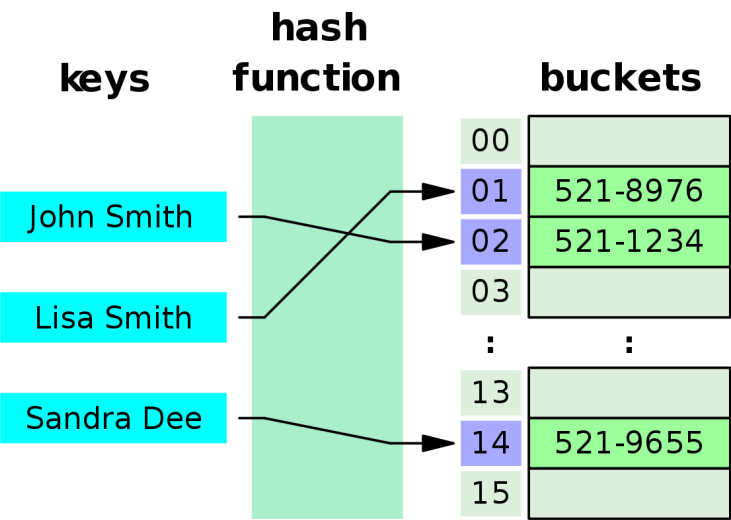 keys
hash
function
buckets
John Smith
Lisa Smith
Sandra Dee
00
01 521-8976
02 521-1234
03
: :
13
14 521-9655
15